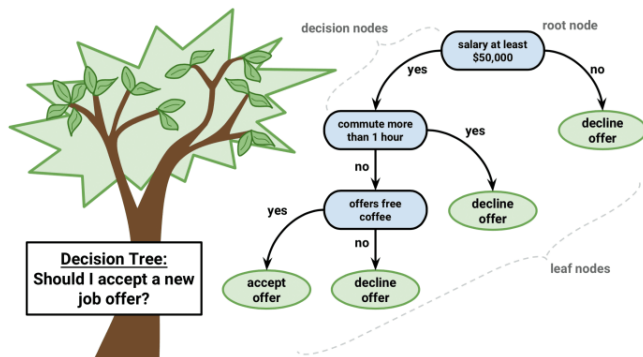 decision nodes
root node
salary at least
$50,000
yes
no
commute more
than 1 hour
decline
offer
yes
no
offers free
coffee
decline
offer
yes
no
accept
offer
decline
offer
leaf nodes
Decision Tree:
Should I accept a new
job offer?